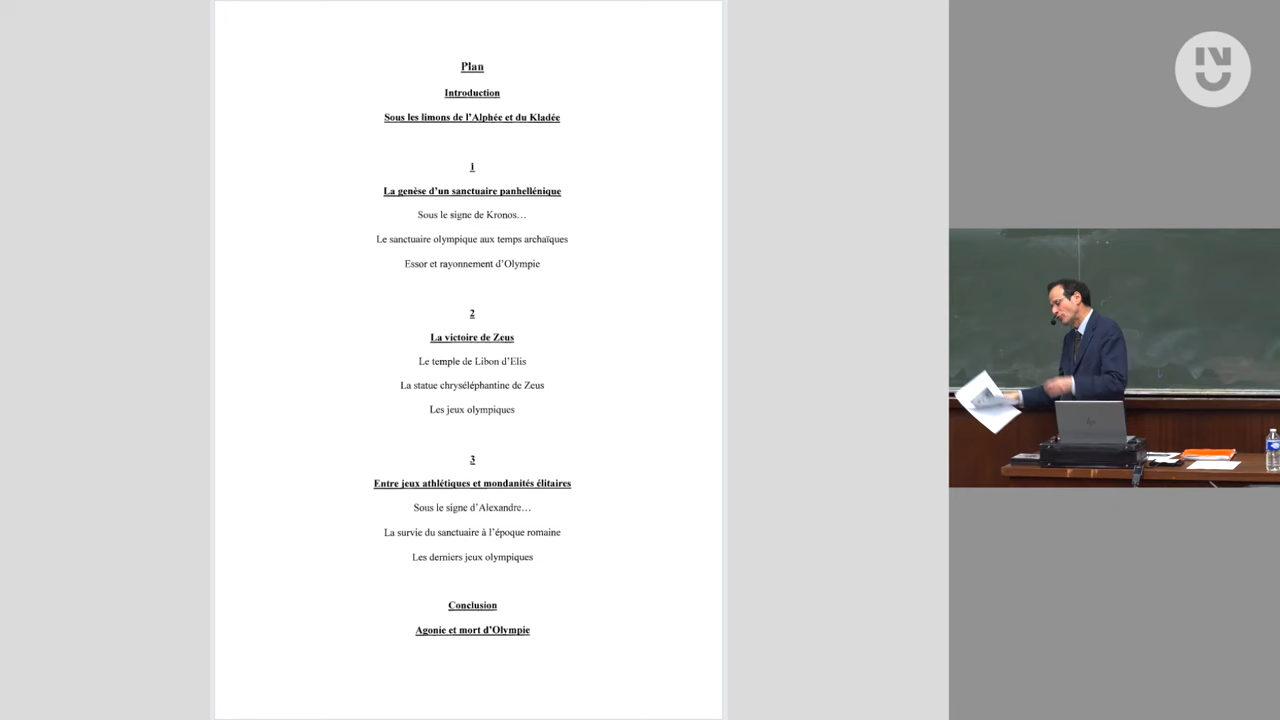 Plan
Introduction
Sous les limons de l'Alphée et du Kladée
1
La genèse d'un sanctuaire panhellénique
Sous le signe de Kronos…
Le sanctuaire olympique aux temps archaïques
Essor et rayonnement d'Olympie
2
La victoire de Zeus
Le temple de Libon d'Elis
La statue chryséléphantine de Zeus
Les jeux olympiques
3
Entre jeux athlétiques et mondanités élitaires
Sous le signe d'Alexandre…
La survie du sanctuaire à l'époque romaine
Les derniers jeux olympiques
Conclusion
Agonie et mort d'Olympie